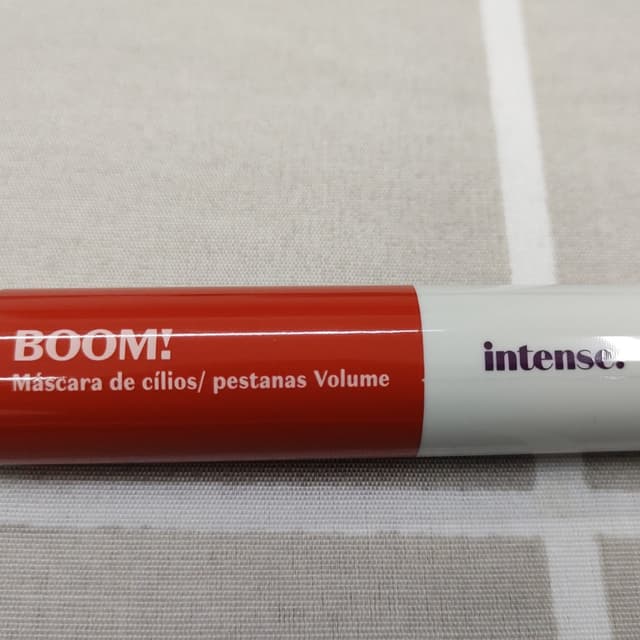 BOOM!
Máscara de cílios/ pestanas Volume
intense.